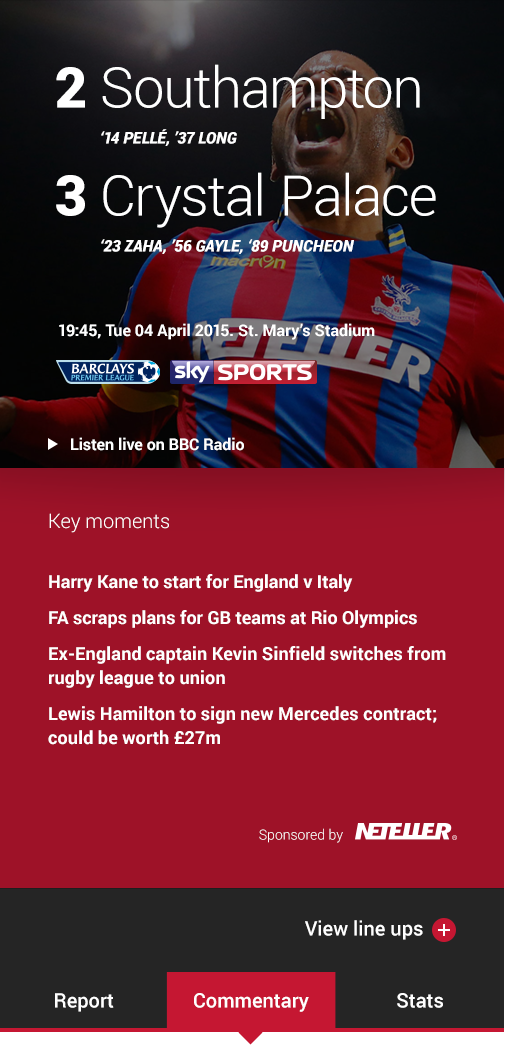 2 Southampton
‘14 PELLÉ, ’37 LONG
3 Crystal Palace
‘23 ZAHA, ’56 GAYLE, ‘89 PUNCHEON
macron
19:45, Tue 04 April 2015. St. Mary’s Stadium
NETELLER
BARCLAYS
PREMIER LEAGUE
sky SPORTS
Listen live on BBC Radio
Key moments
Harry Kane to start for England v Italy
FA scraps plans for GB teams at Rio Olympics
Ex-England captain Kevin Sinfield switches from
rugby league to union
Lewis Hamilton to sign new Mercedes contract;
could be worth £27m
Sponsored by NETELLER®
View line ups +
Report Commentary Stats